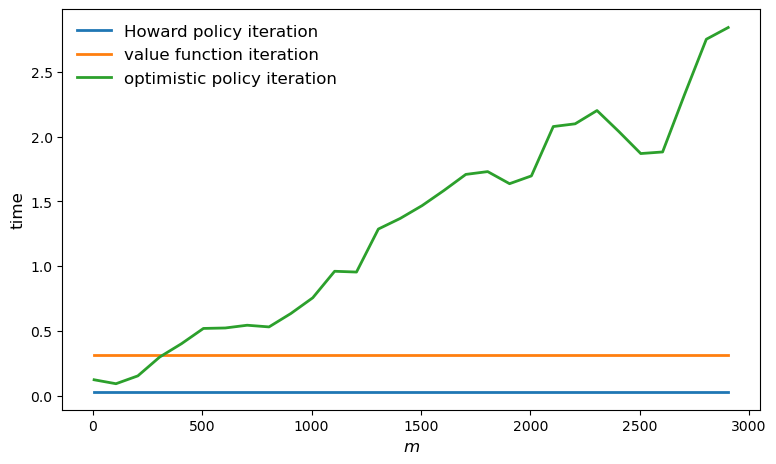 Howard policy iteration
value function iteration
optimistic policy iteration
time
2.5
2.0
1.5
1.0
0.5
0.0
0 500 1000 1500 2000 2500 3000
m